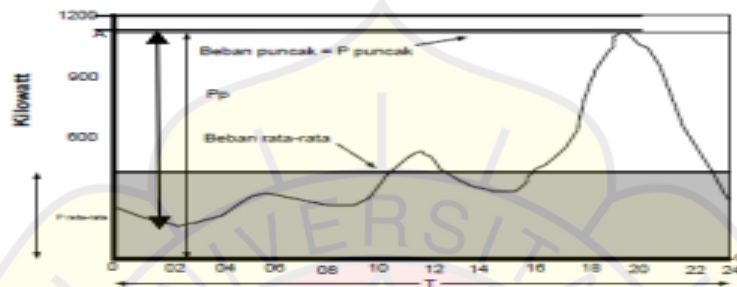 1200
A
Beban puncak = P puncak
900
Pp
Kilowatt
600
Beban rata-rata
P rata-rata
0 02 04 06 08 10 12 14 16 18 20 22 24
T
UNIVERSIT